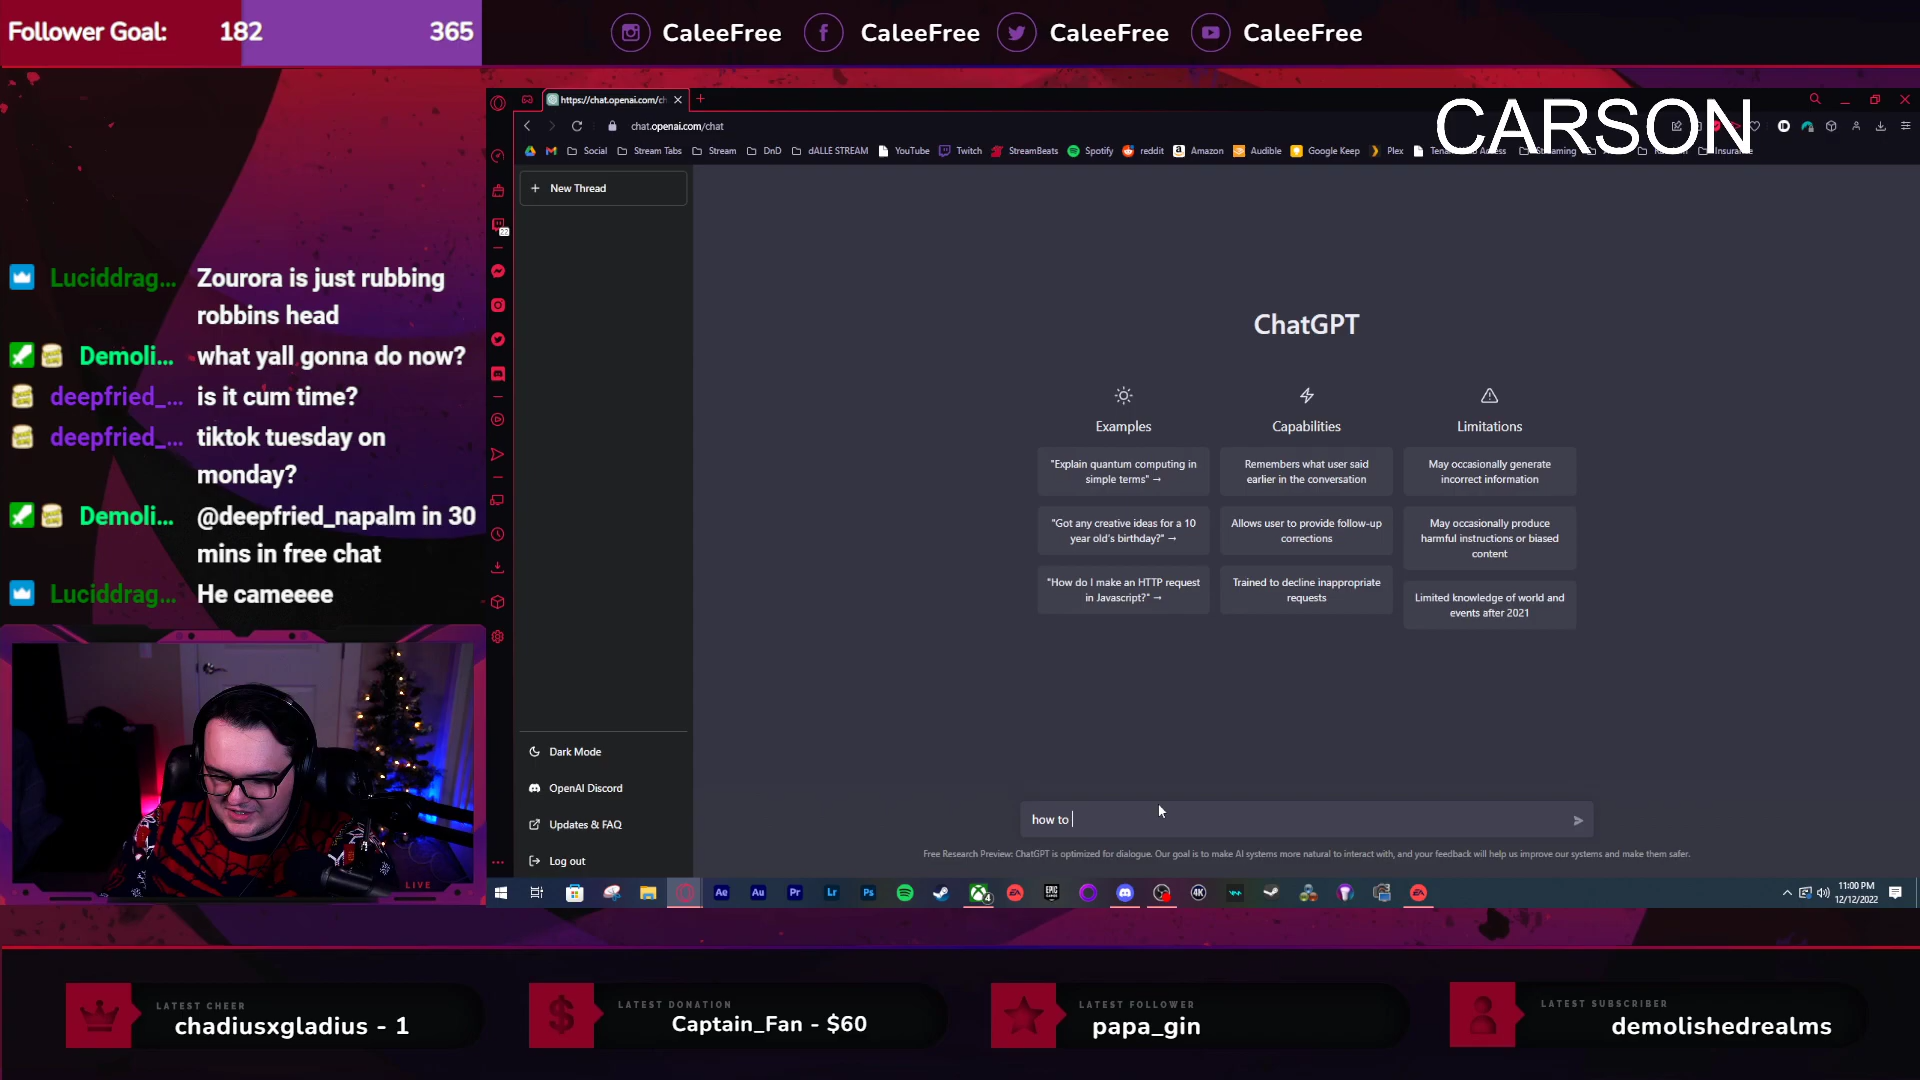 Follower Goal: 182 365
CaleeFree CaleeFree CaleeFree CaleeFree
https://chat.openai.com/ch
CARSON
chat.openai.com/chat
Social Stream Tabs Stream DnD dALLE STREAM YouTube Twitch StreamBeats Spotify reddit Amazon Audible Google Keep Plex
New Thread
Luciddrag... Zourora is just rubbing
robbins head
Demoli... what yall gonna do now?
deepfried_... is it cum time?
deepfried_... tiktok tuesday on
monday?
Demoli... @deepfried_napalm in 30
mins in free chat
Luciddrag... He cameeee
LIVE
ChatGPT
Examples
"Explain quantum computing in
simple terms" →
"Got any creative ideas for a 10
year old's birthday?" →
"How do I make an HTTP request
in Javascript?" →
Capabilities
Remembers what user said
earlier in the conversation
Allows user to provide follow-up
corrections
Trained to decline inappropriate
requests
Limitations
May occasionally generate
incorrect information
May occasionally produce
harmful instructions or biased
content
Limited knowledge of world and
events after 2021
Dark Mode
OpenAI Discord
Updates & FAQ
Log out
how to
Free Research Preview: ChatGPT is optimized for dialogue. Our goal is to make AI systems more natural to interact with, and your feedback will help us improve our systems and make them safer.
Ae Au Pr Lr Ps EA EPIC 4K EA
11:00 PM
12/12/2022
LATEST CHEER
chadiusxgladius - 1
LATEST DONATION
Captain_Fan - $60
LATEST FOLLOWER
papa_gin
LATEST SUBSCRIBER
demolishedrealms